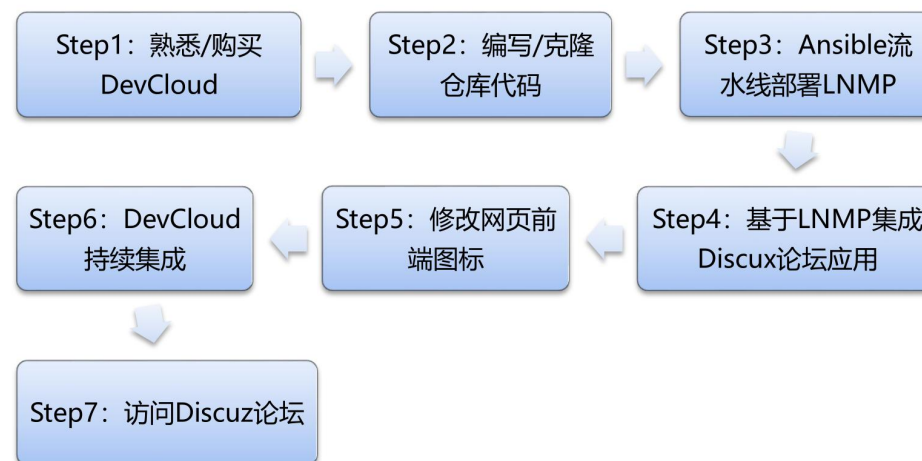 Step1：熟悉/购买
DevCloud
Step2：编写/克隆
仓库代码
Step3：Ansible流
水线部署LNMP
Step4：基于LNMP集成
Discux论坛应用
Step5：修改网页前
端图标
Step6：DevCloud
持续集成
Step7：访问Discuz论坛